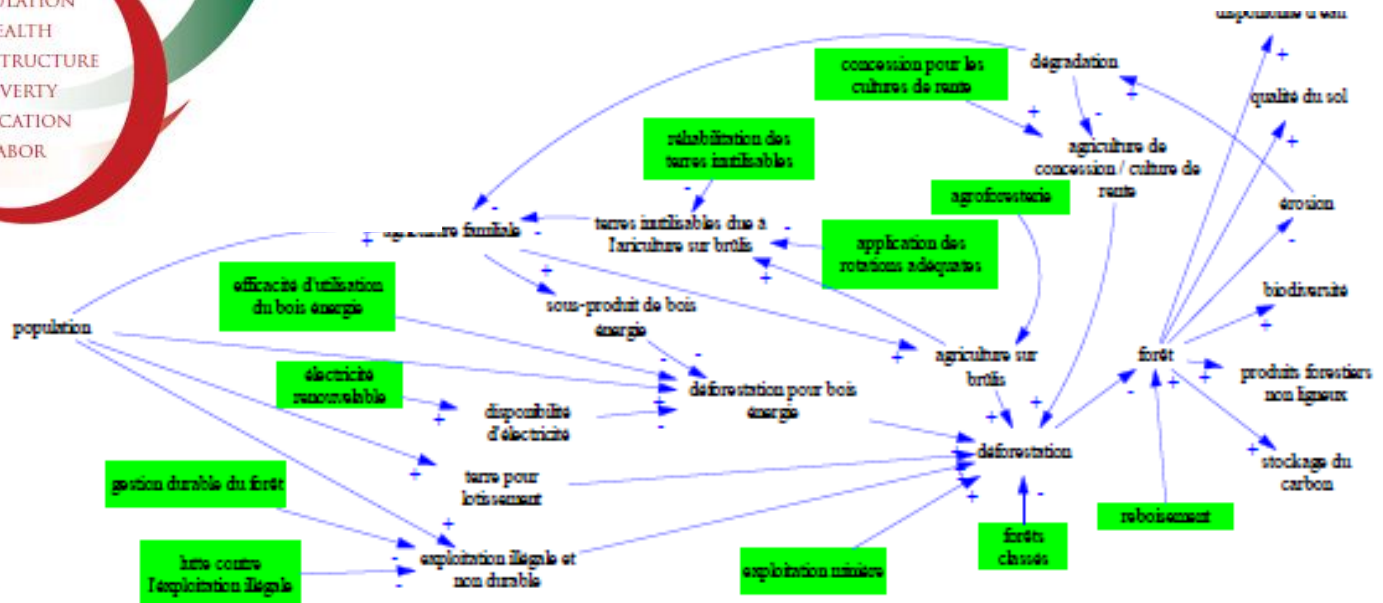 EALTH
TRUCTURE
VERTY
CATION
ABOR
disponibilité d'eau
concession pour les
cultures de rente
dégradation
qualité du sol
réhabilitation des
terres inutilisables
agriculture de
concession / culture de
rente
agroforesterie
érosion
agriculture familiale
terres inutilisables due à
l'ariculture sur brûlis
application des
rotations adéquates
efficacité d'utilisation
du bois énergie
biodiversité
sous-produit de bois
énergie
population
agriculture sur
brûlis
forêt
électricité
renouvelable
produits forestiers
non ligneux
déforestation pour bois
énergie
disponibilité
d'électricité
déforestation
stockage du
carbon
gestion durable du forêt
terre pour
lotissement
reboisement
forêts
classés
lutte contre
l'exploitation illégale
exploitation illégale et
non durable
exploitation minière